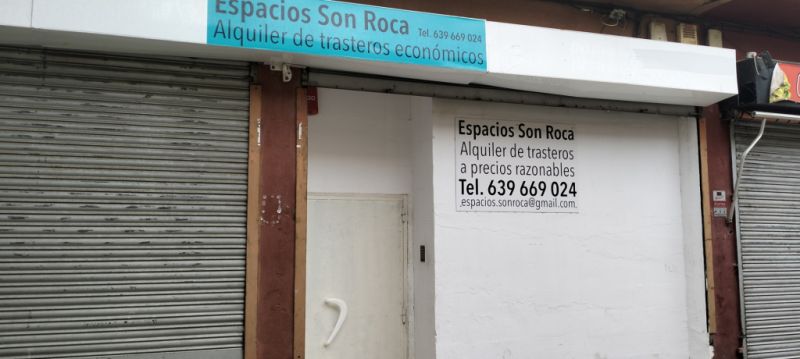 Espacios Son Roca
Tel. 639 669 024
Alquiler de trasteros económicos
Espacios Son Roca
Alquiler de trasteros
a precios razonables
Tel. 639 669 024
espacios.sonroca@gmail.com